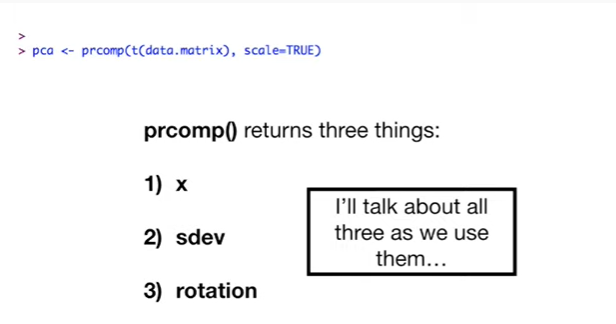 >
> pca <- prcomp(t(data.matrix), scale=TRUE)
prcomp() returns three things:
1) x
2) sdev
3) rotation
I'll talk about all
three as we use
them…